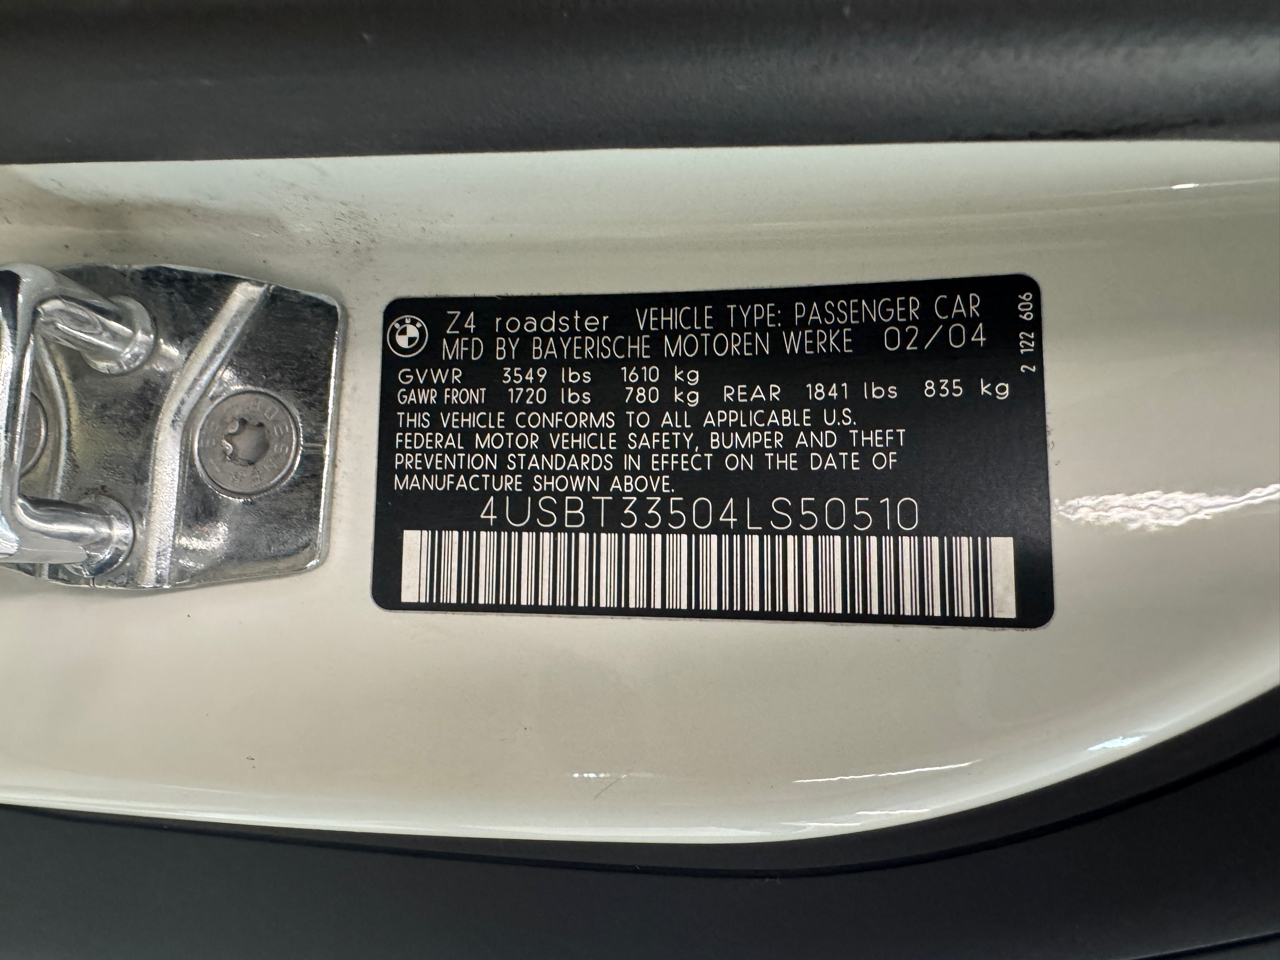 Z4 roadster VEHICLE TYPE: PASSENGER CAR
MFD BY BAYERISCHE MOTOREN WERKE 02/04
GVWR 3549 lbs 1610 kg
GAWR FRONT 1720 lbs 780 kg REAR 1841 lbs 835 kg
THIS VEHICLE CONFORMS TO ALL APPLICABLE U.S.
FEDERAL MOTOR VEHICLE SAFETY, BUMPER AND THEFT
PREVENTION STANDARDS IN EFFECT ON THE DATE OF
MANUFACTURE SHOWN ABOVE.
4USBT33504LS50510
2 122 606
BMW